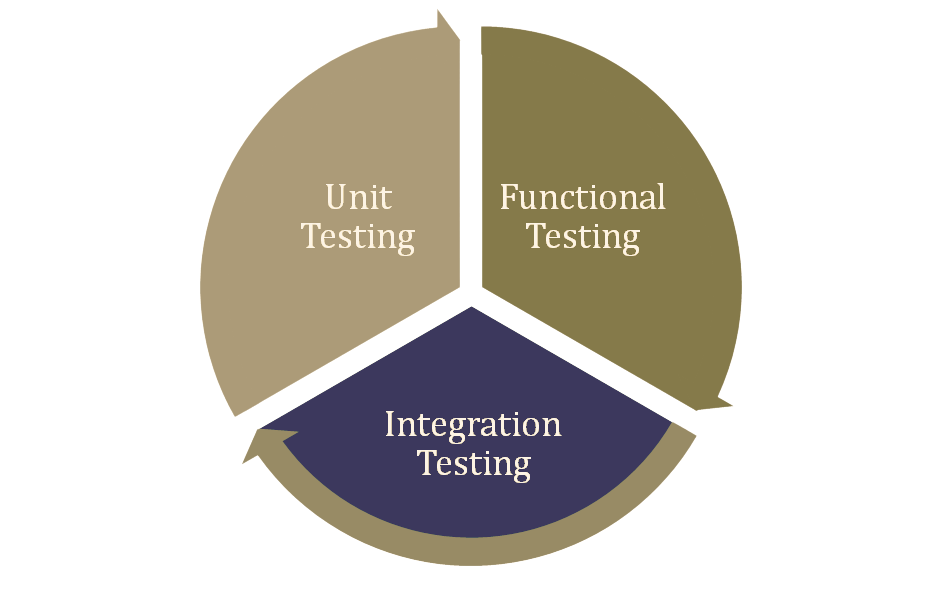 Unit
Testing
Functional
Testing
Integration
Testing